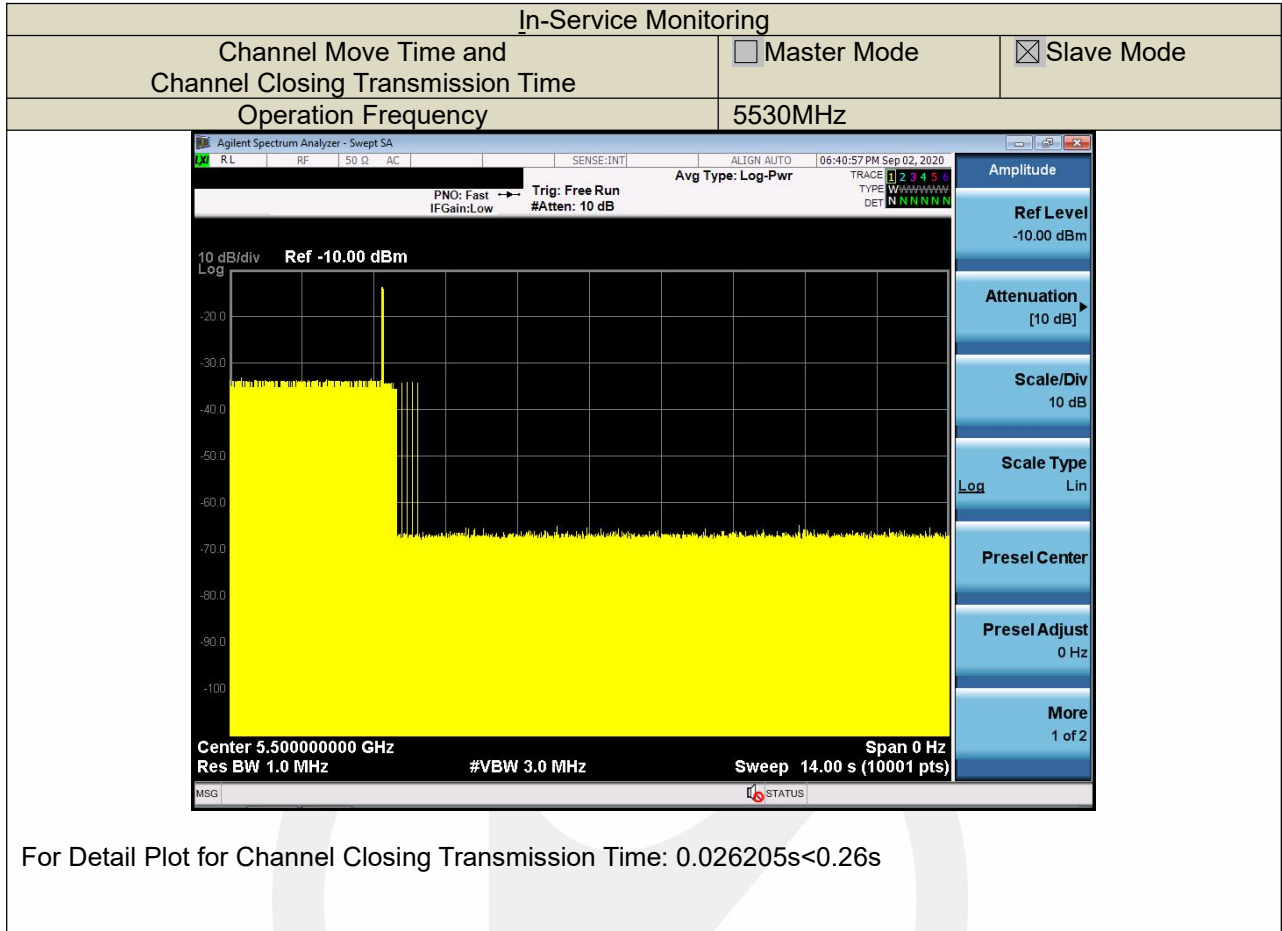 In-Service Monitoring
Channel Move Time and
Channel Closing Transmission Time
Master Mode
Slave Mode
Operation Frequency
5530MHz
Agilent Spectrum Analyzer - Swept SA
LXI RL RF 50 Ω AC SENSE:INT ALIGN AUTO 06:40:57 PM Sep 02, 2020
Avg Type: Log-Pwr
TRACE 1 2 3 4 5 6
TYPE WWWWWW
DET N N N N N N
PNO: Fast
IFGain:Low
Trig: Free Run
#Atten: 10 dB
10 dB/div Ref -10.00 dBm
Log
-20.0
-30.0
-40.0
-50.0
-60.0
-70.0
-80.0
-90.0
-100
Center 5.500000000 GHz Span 0 Hz
Res BW 1.0 MHz #VBW 3.0 MHz Sweep 14.00 s (10001 pts)
MSG STATUS
Amplitude
Ref Level
-10.00 dBm
Attenuation
[10 dB]
Scale/Div
10 dB
Scale Type
Log Lin
Presel Center
Presel Adjust
0 Hz
More
1 of 2
For Detail Plot for Channel Closing Transmission Time: 0.026205s<0.26s